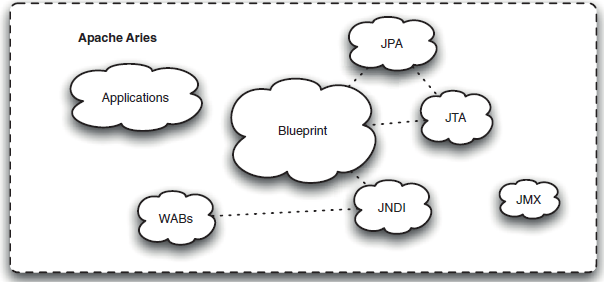 Apache Aries
JPA
Applications
JTA
Blueprint
WABs
JNDI
JMX